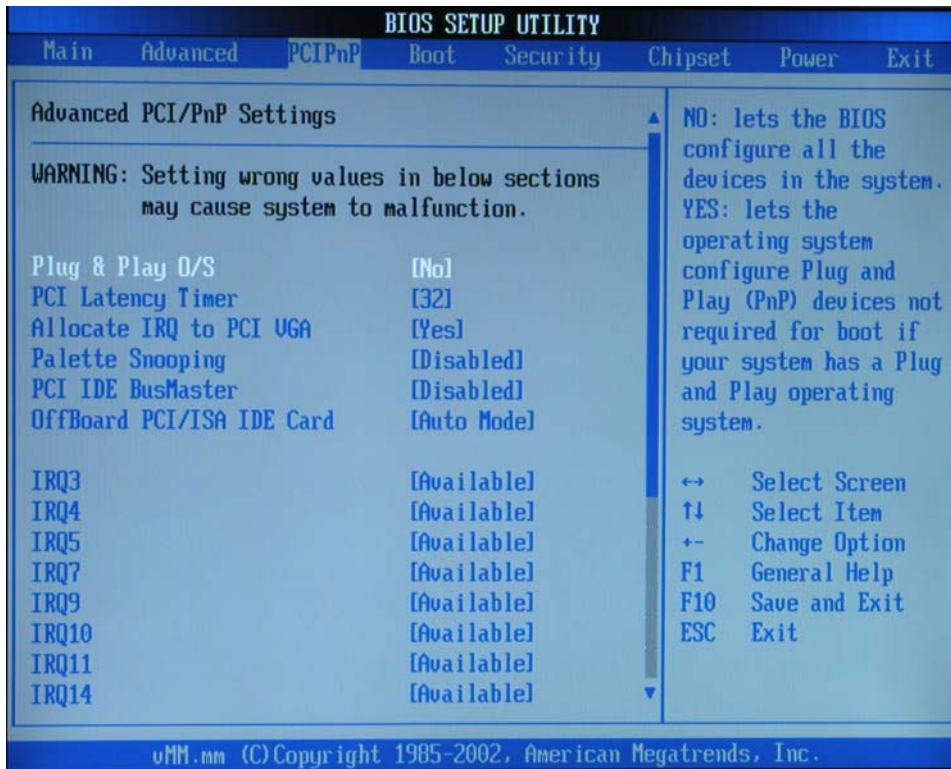 BIOS SETUP UTILITY
Main Advanced PCIPnP Boot Security Chipset Power Exit
Advanced PCI/PnP Settings
WARNING: Setting wrong values in below sections
may cause system to malfunction.
Plug & Play O/S [No]
PCI Latency Timer [32]
Allocate IRQ to PCI VGA [Yes]
Palette Snooping [Disabled]
PCI IDE BusMaster [Disabled]
OffBoard PCI/ISA IDE Card [Auto Mode]
IRQ3 [Available]
IRQ4 [Available]
IRQ5 [Available]
IRQ7 [Available]
IRQ9 [Available]
IRQ10 [Available]
IRQ11 [Available]
IRQ14 [Available]
NO: lets the BIOS
configure all the
devices in the system.
YES: lets the
operating system
configure Plug and
Play (PnP) devices not
required for boot if
your system has a Plug
and Play operating
system.
↔ Select Screen
↑↓ Select Item
+- Change Option
F1 General Help
F10 Save and Exit
ESC Exit
vMM.mm (C)Copyright 1985-2002, American Megatrends, Inc.